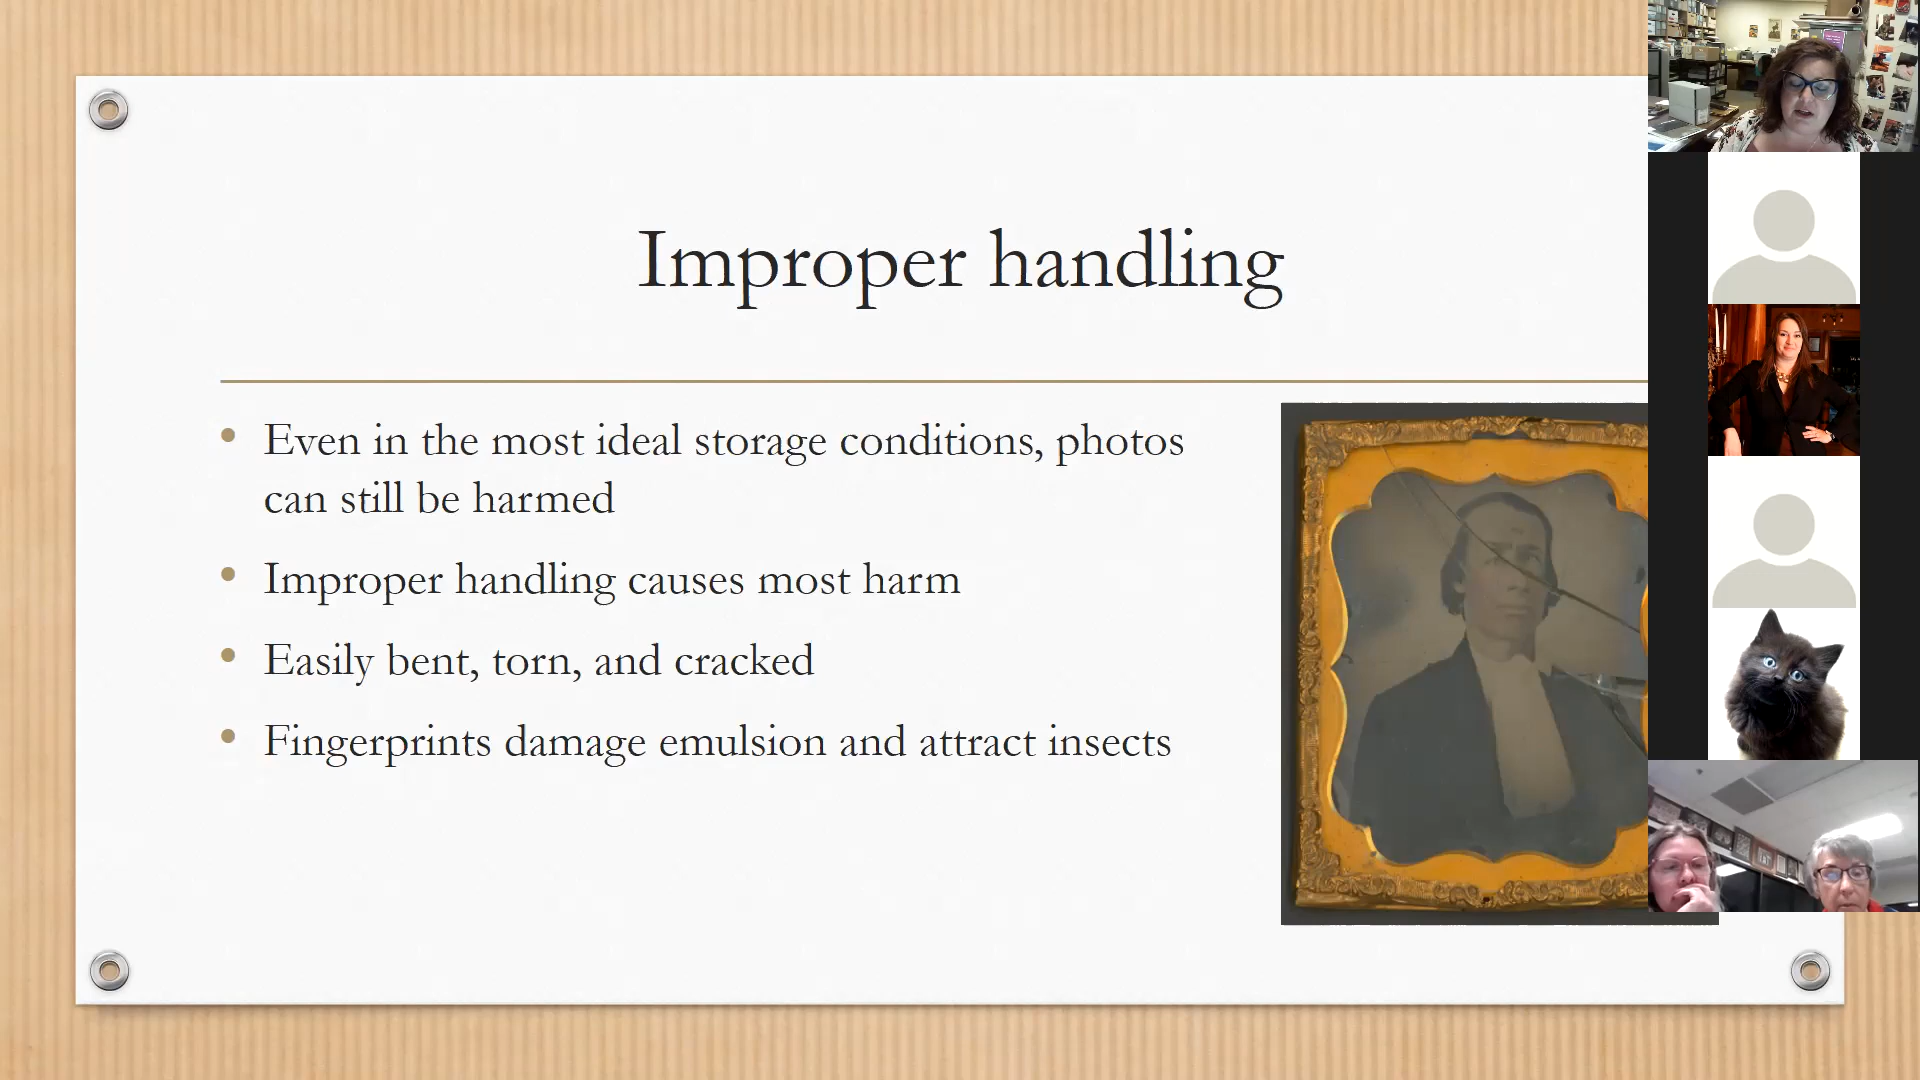 Improper handling
Even in the most ideal storage conditions, photos
can still be harmed
Improper handling causes most harm
Easily bent, torn, and cracked
Fingerprints damage emulsion and attract insects